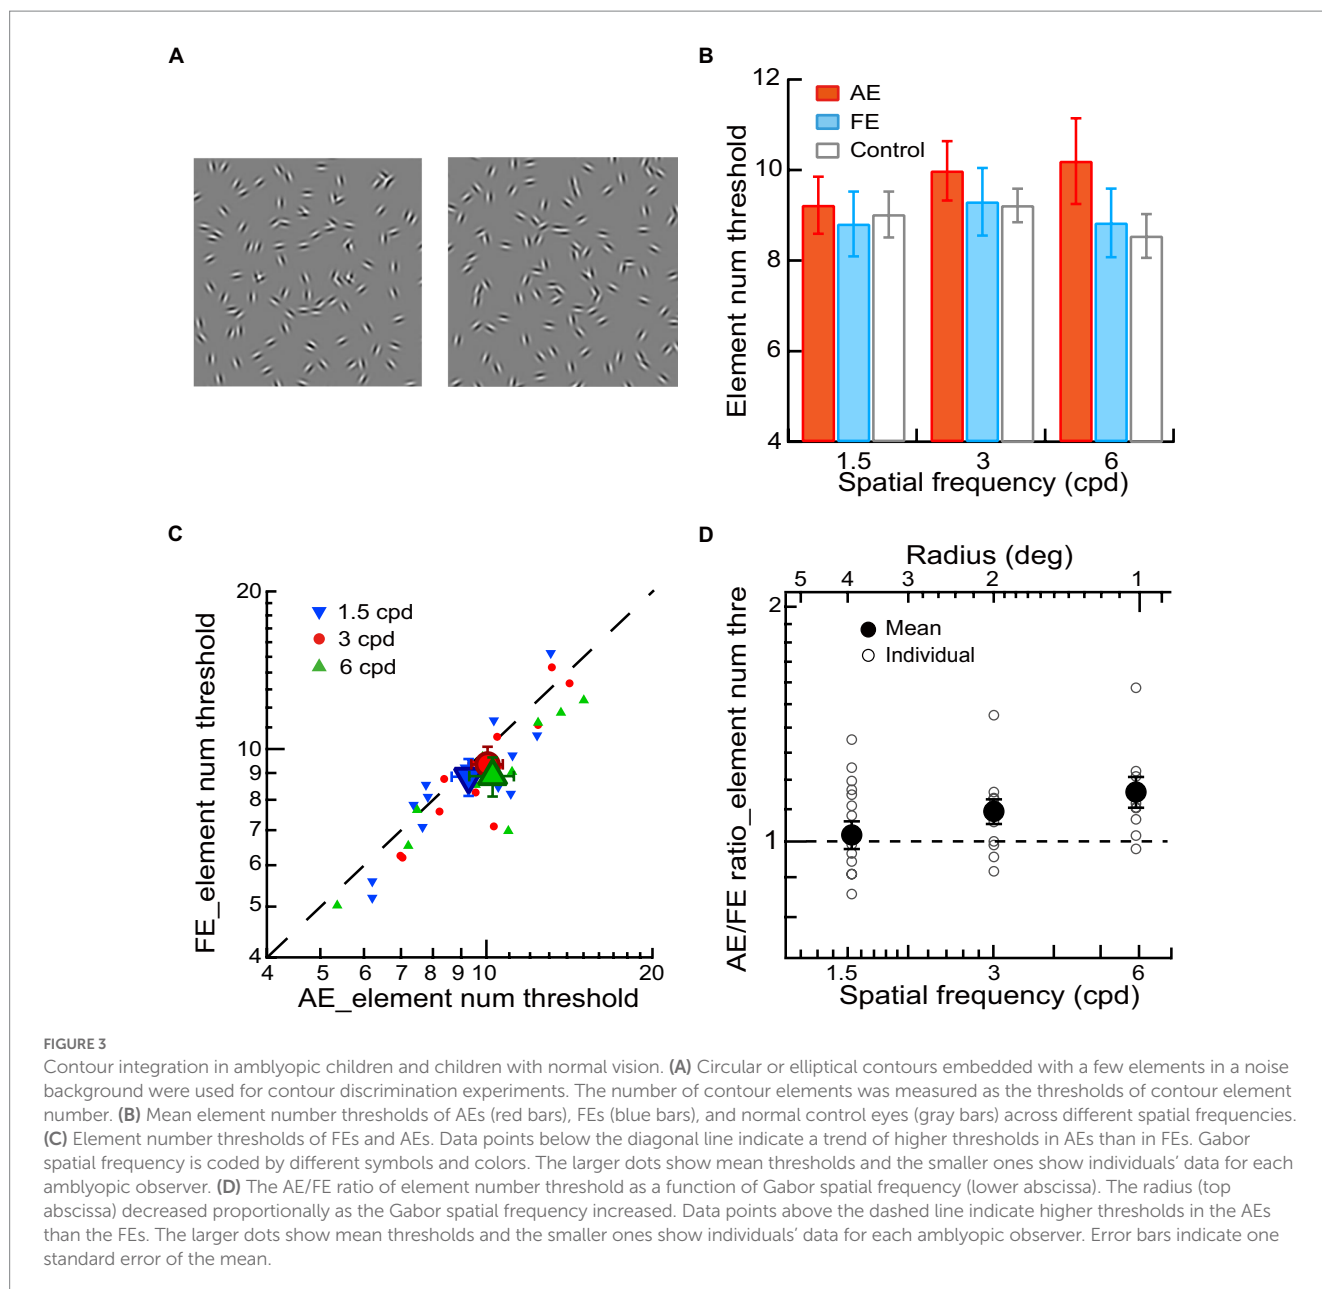 A
B
12
10
8
6
4
Element num threshold
AE
FE
Control
1.5 3 6
Spatial frequency (cpd)
C
20
10
9
8
7
6
5
4
FE_element num threshold
1.5 cpd
3 cpd
6 cpd
4 5 6 7 8 9 10 20
AE_element num threshold
D
Radius (deg)
5 4 3 2 1
2
1
AE/FE ratio_element num thre
Mean
Individual
1.5 3 6
Spatial frequency (cpd)
FIGURE 3
Contour integration in amblyopic children and children with normal vision. (A) Circular or elliptical contours embedded with a few elements in a noise
background were used for contour discrimination experiments. The number of contour elements was measured as the thresholds of contour element
number. (B) Mean element number thresholds of AEs (red bars), FEs (blue bars), and normal control eyes (gray bars) across different spatial frequencies.
(C) Element number thresholds of FEs and AEs. Data points below the diagonal line indicate a trend of higher thresholds in AEs than in FEs. Gabor
spatial frequency is coded by different symbols and colors. The larger dots show mean thresholds and the smaller ones show individuals' data for each
amblyopic observer. (D) The AE/FE ratio of element number threshold as a function of Gabor spatial frequency (lower abscissa). The radius (top
abscissa) decreased proportionally as the Gabor spatial frequency increased. Data points above the dashed line indicate higher thresholds in the AEs
than the FEs. The larger dots show mean thresholds and the smaller ones show individuals' data for each amblyopic observer. Error bars indicate one
standard error of the mean.